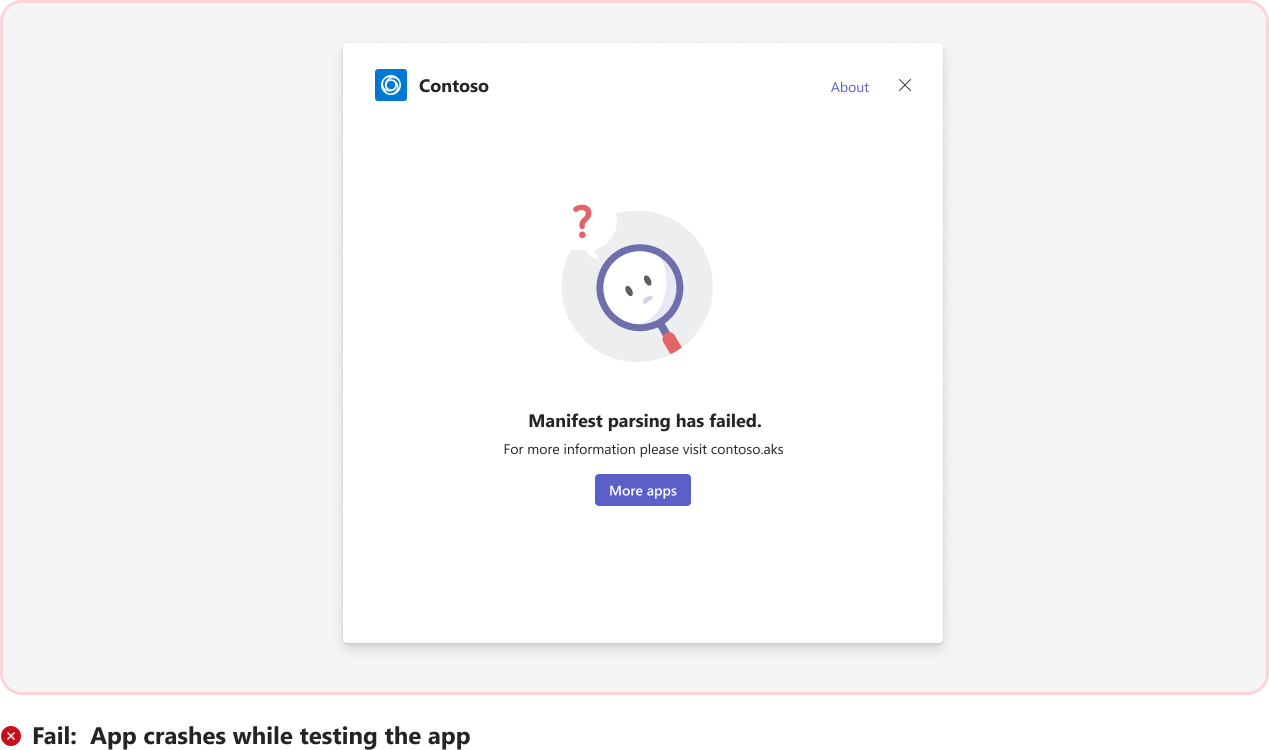 Contoso
About
?
Manifest parsing has failed.
For more information please visit contoso.aks
More apps
Fail: App crashes while testing the app